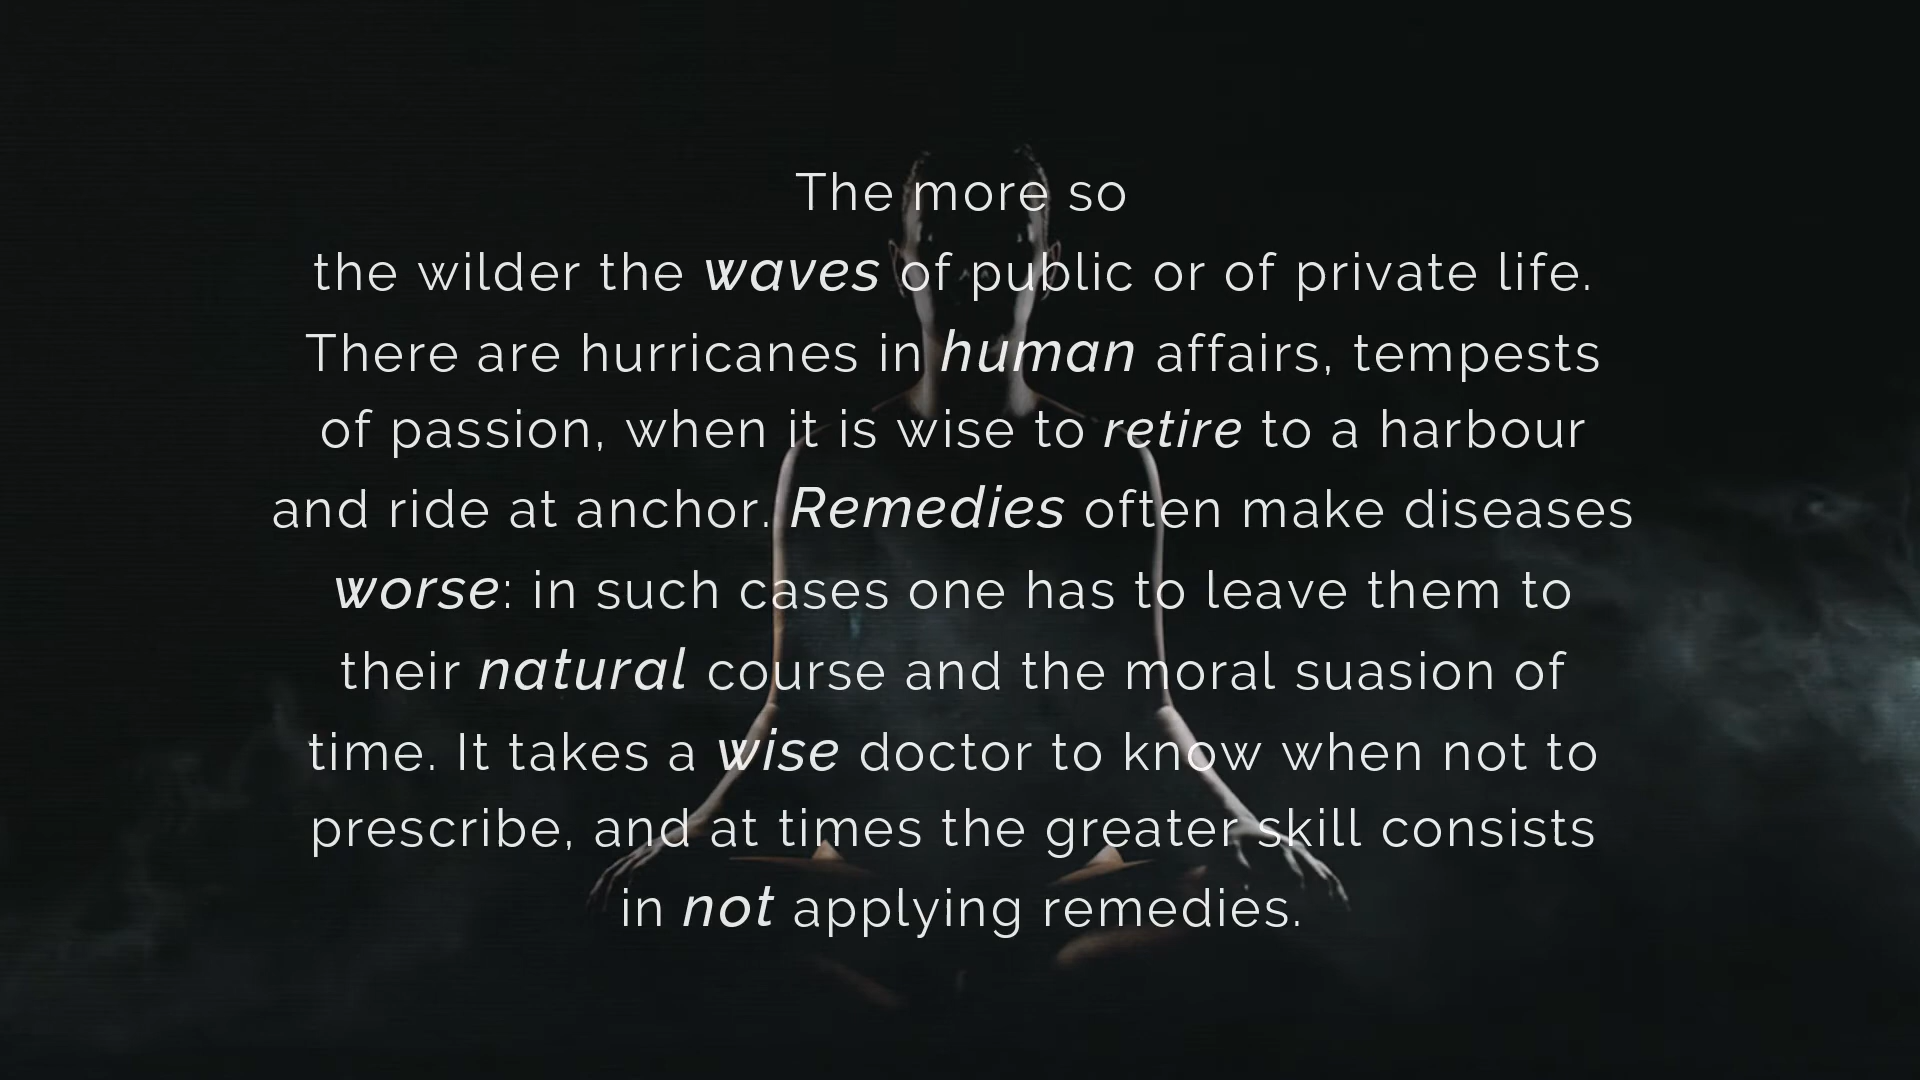 The more so
the wilder the waves of public or of private life.
There are hurricanes in human affairs, tempests
of passion, when it is wise to retire to a harbour
and ride at anchor. Remedies often make diseases
worse: in such cases one has to leave them to
their natural course and the moral suasion of
time. It takes a wise doctor to know when not to
prescribe, and at times the greater skill consists
in not applying remedies.